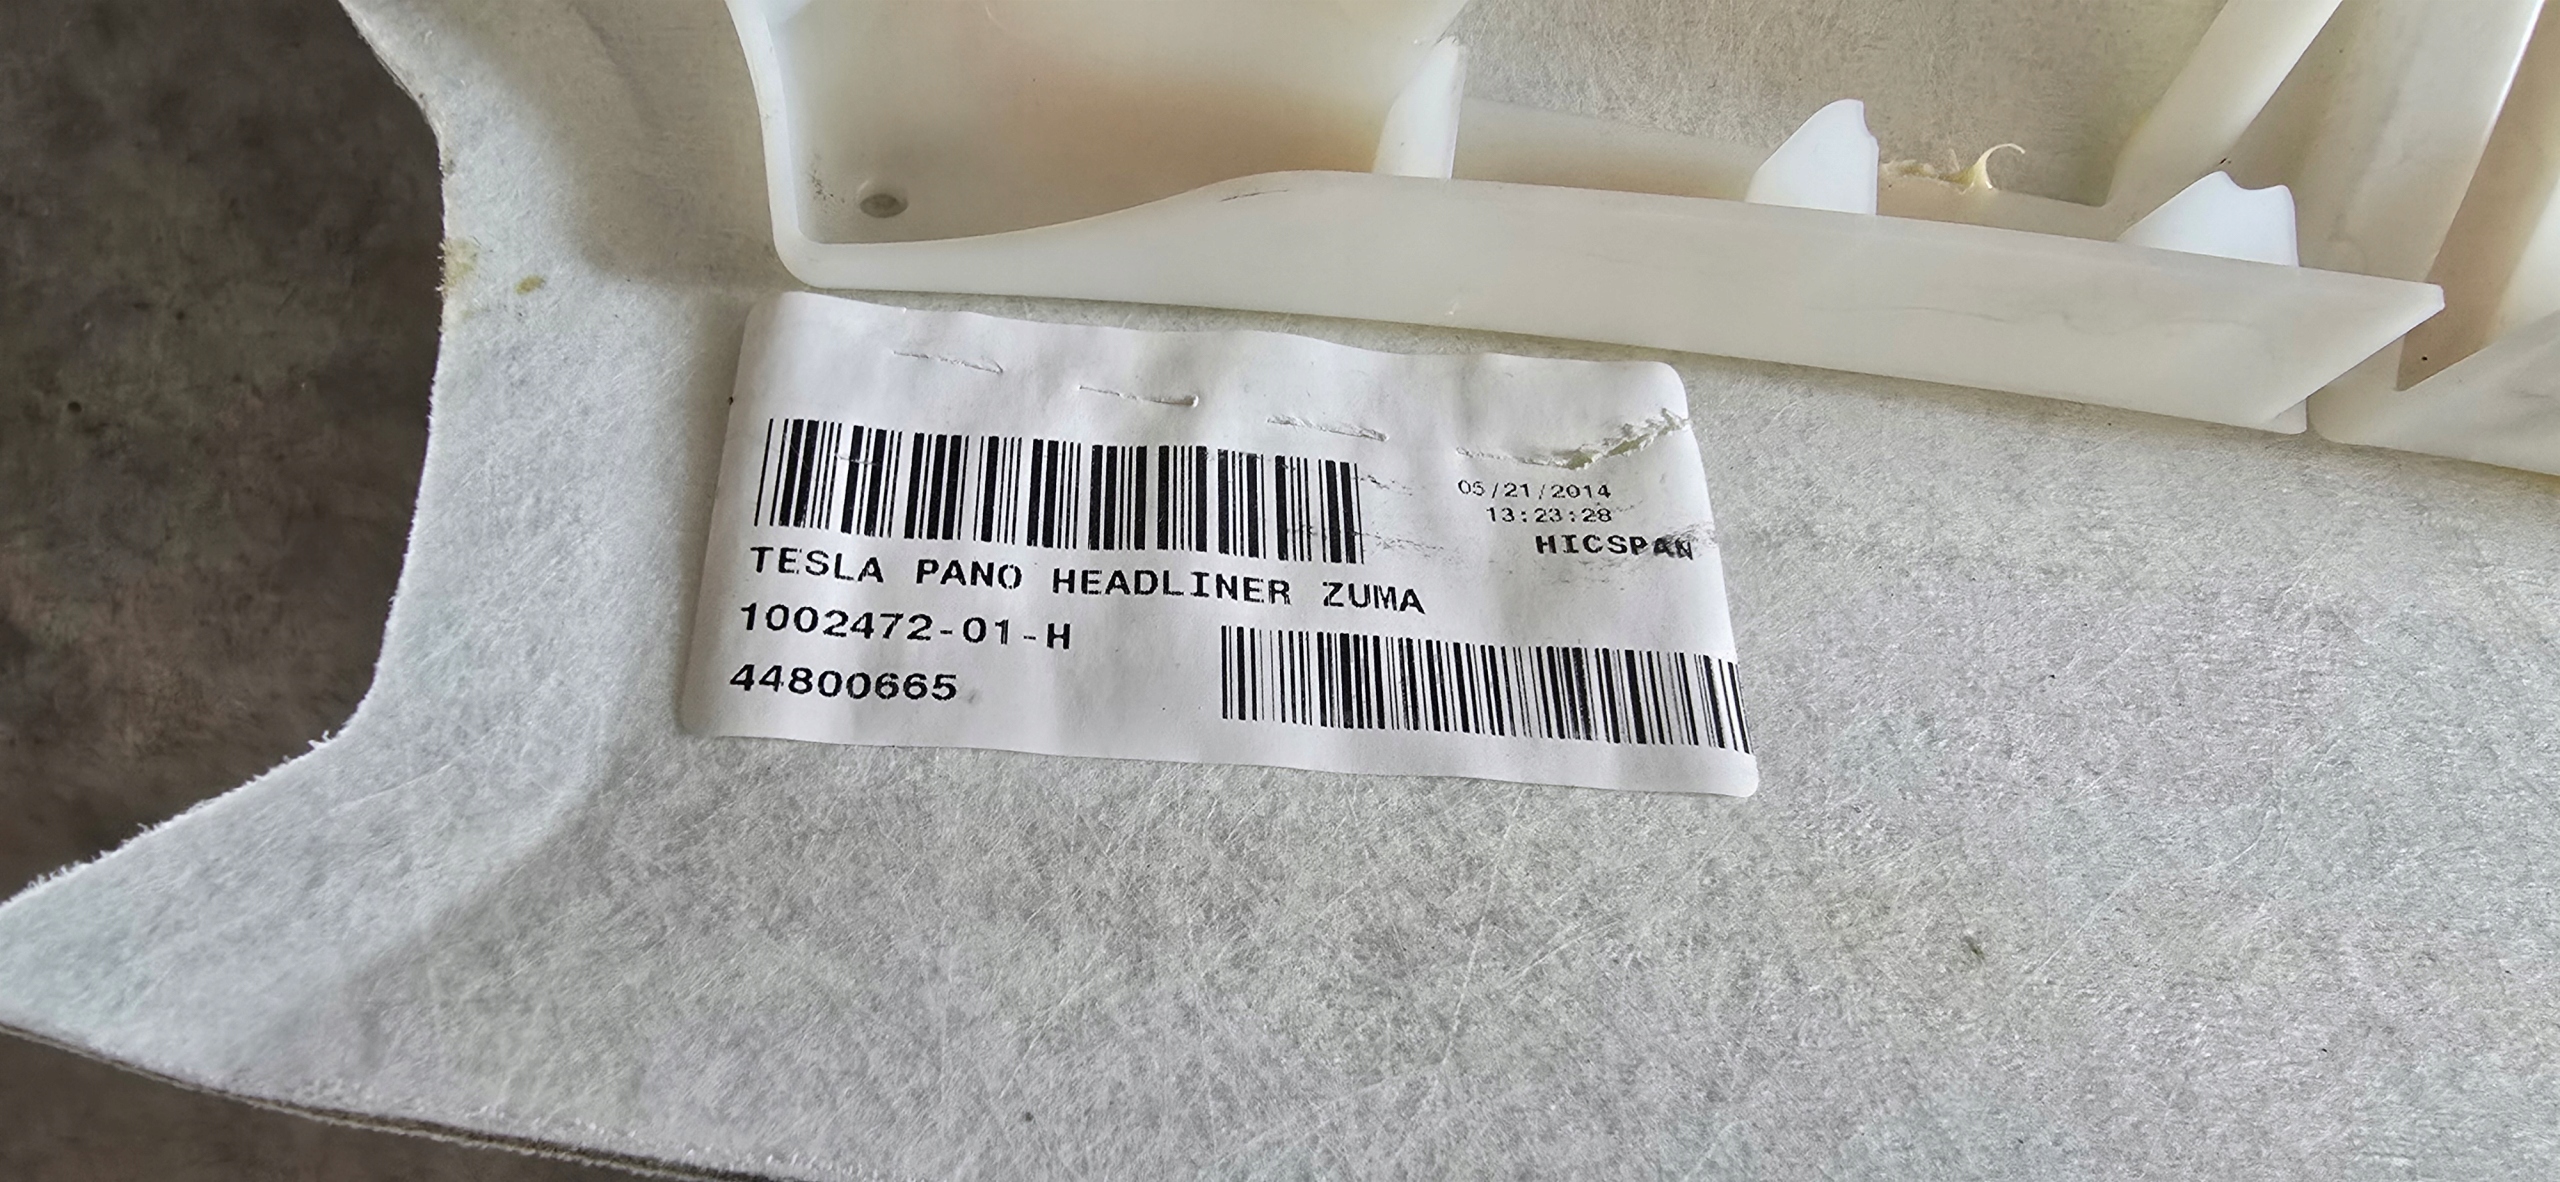 05/21/2014
13:23:28
HICSPAN
TESLA PANO HEADLINER ZUMA
1002472-01-H
44800665